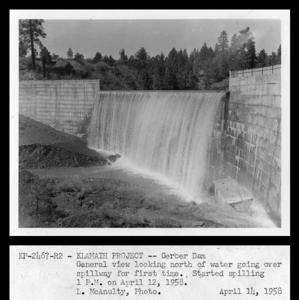 KP-2467-R2 - KLAMATH PROJECT -- Gerber Dam
General view looking north of water going over
spillway for first time. Started spilling
1 P.M. on April 12, 1958.
L. McAnulty, Photo. April 14, 1958